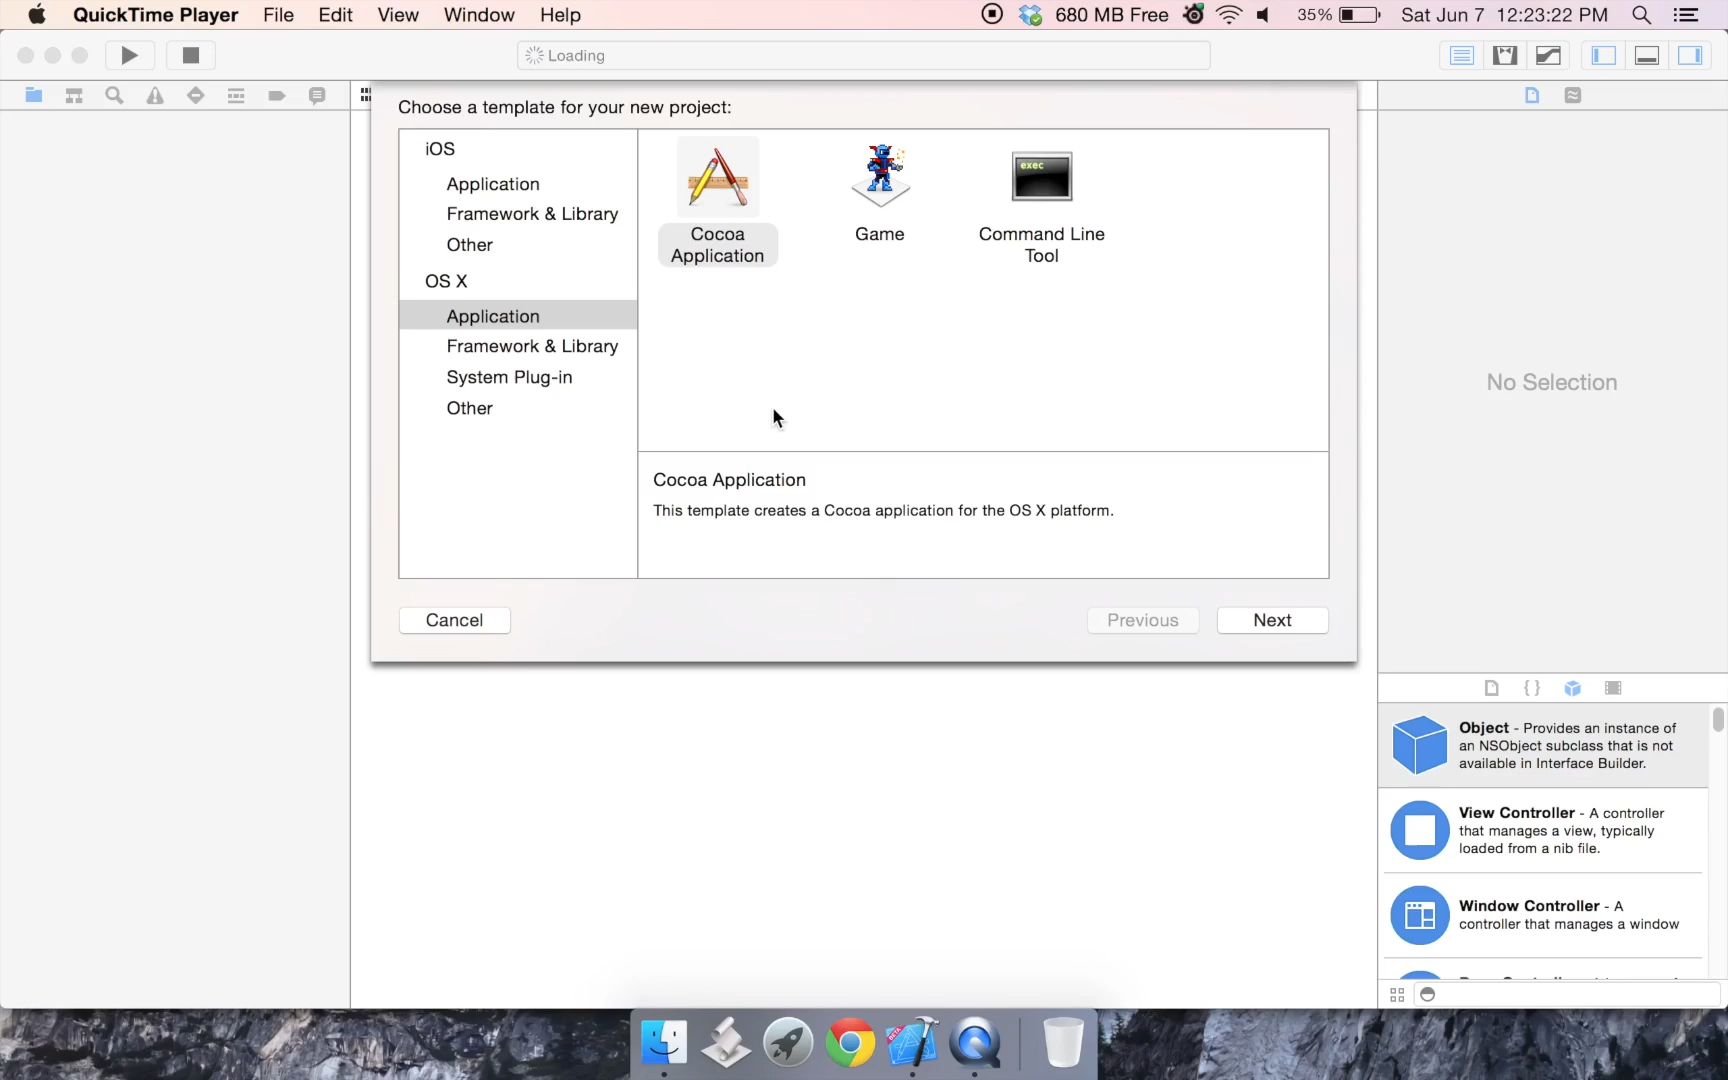 QuickTime Player File Edit View Window Help 680 MB Free 35% Sat Jun 7 12:23:22 PM
Loading
Choose a template for your new project:
iOS
Application
Framework & Library
Other
OS X
Application
Framework & Library
System Plug-in
Other
Cocoa
Application
Game
exec
Command Line
Tool
Cocoa Application
This template creates a Cocoa application for the OS X platform.
Cancel
Previous
Next
No Selection
{ }
Object - Provides an instance of
an NSObject subclass that is not
available in Interface Builder.
View Controller - A controller
that manages a view, typically
loaded from a nib file.
Window Controller - A
controller that manages a window
BETA